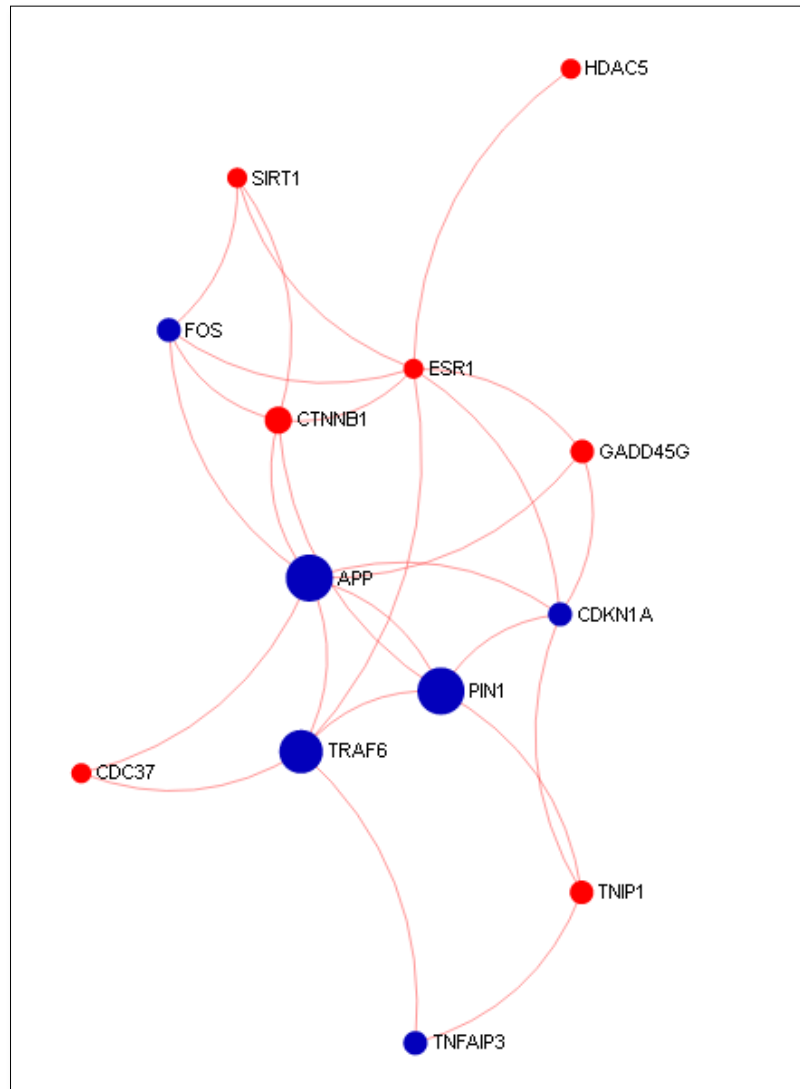 HDAC5
SIRT1
FOS
ESR1
CTNNB1
GADD45G
APP
CDKN1A
PIN1
TRAF6
CDC37
TNIP1
TNFAIP3